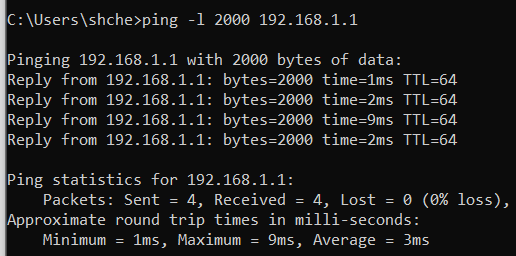 C:\Users\shche>ping -l 2000 192.168.1.1
Pinging 192.168.1.1 with 2000 bytes of data:
Reply from 192.168.1.1: bytes=2000 time=1ms TTL=64
Reply from 192.168.1.1: bytes=2000 time=2ms TTL=64
Reply from 192.168.1.1: bytes=2000 time=9ms TTL=64
Reply from 192.168.1.1: bytes=2000 time=2ms TTL=64
Ping statistics for 192.168.1.1:
    Packets: Sent = 4, Received = 4, Lost = 0 (0% loss),
Approximate round trip times in milli-seconds:
    Minimum = 1ms, Maximum = 9ms, Average = 3ms